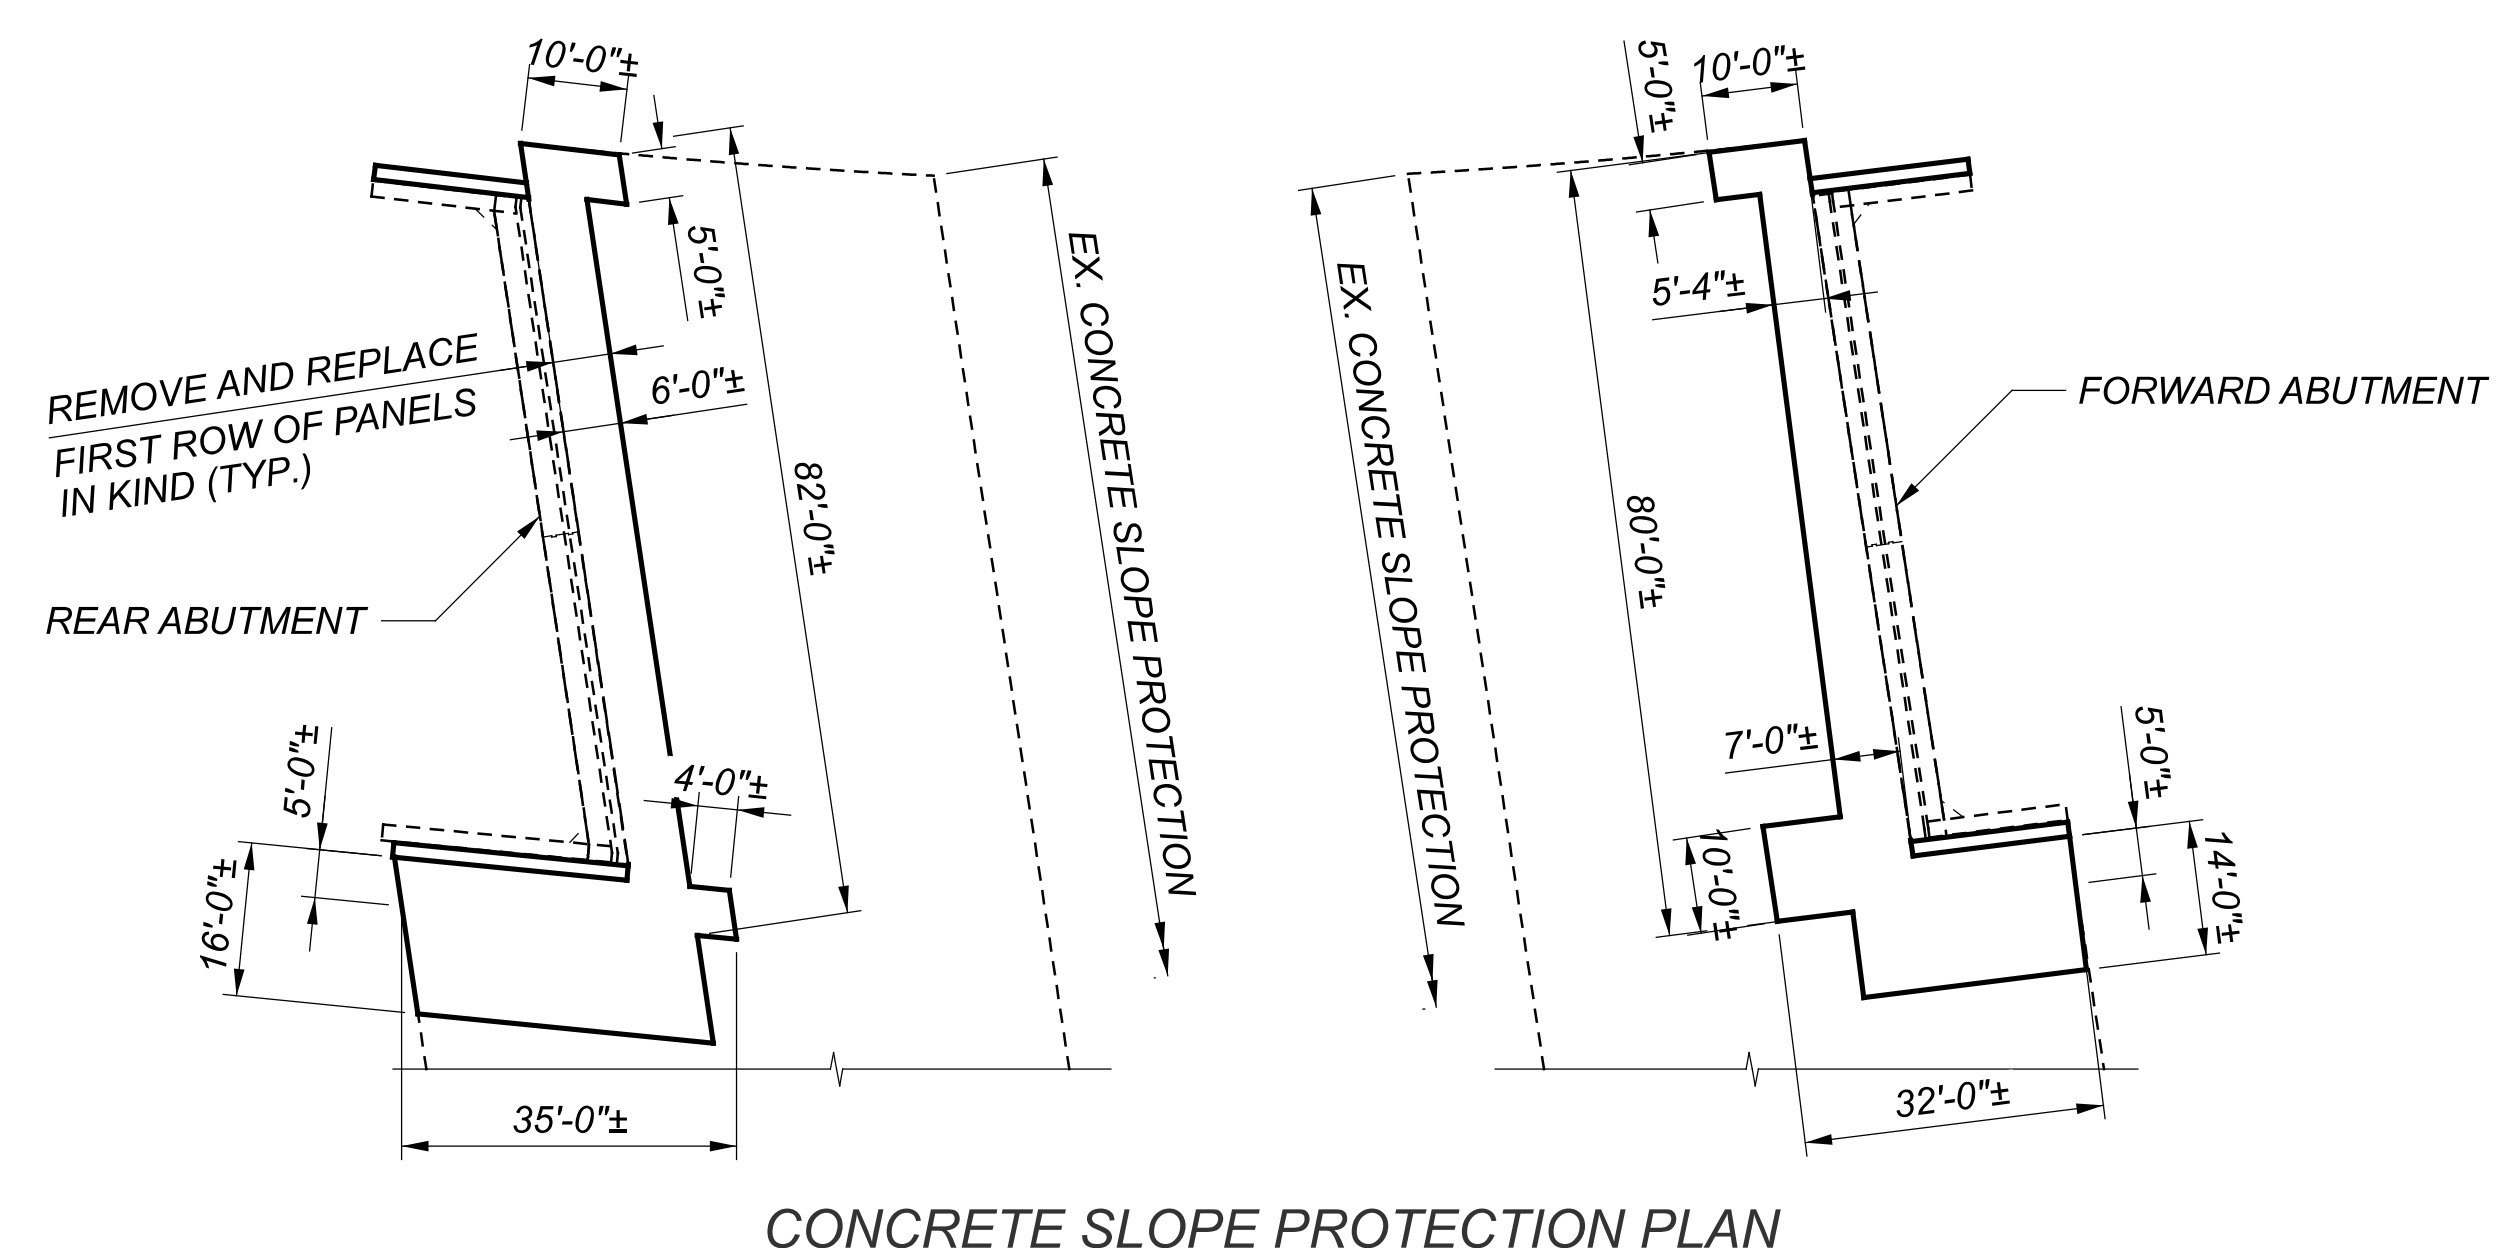 10'-0"±
5'-0"±
REMOVE AND REPLACE
FIRST ROW OF PANELS
IN KIND (TYP.)
6'-0"±
82'-0"±
EX. CONCRETE SLOPE PROTECTION
REAR ABUTMENT
5'-0"±
4'-0"±
16'-0"±
35'-0"±
5'-0"±
10'-0"±
5'-4"±
EX. CONCRETE SLOPE PROTECTION
FORWARD ABUTMENT
80'-0"±
7'-0"±
5'-0"±
10'-0"±
14'-0"±
32'-0"±
CONCRETE SLOPE PROTECTION PLAN